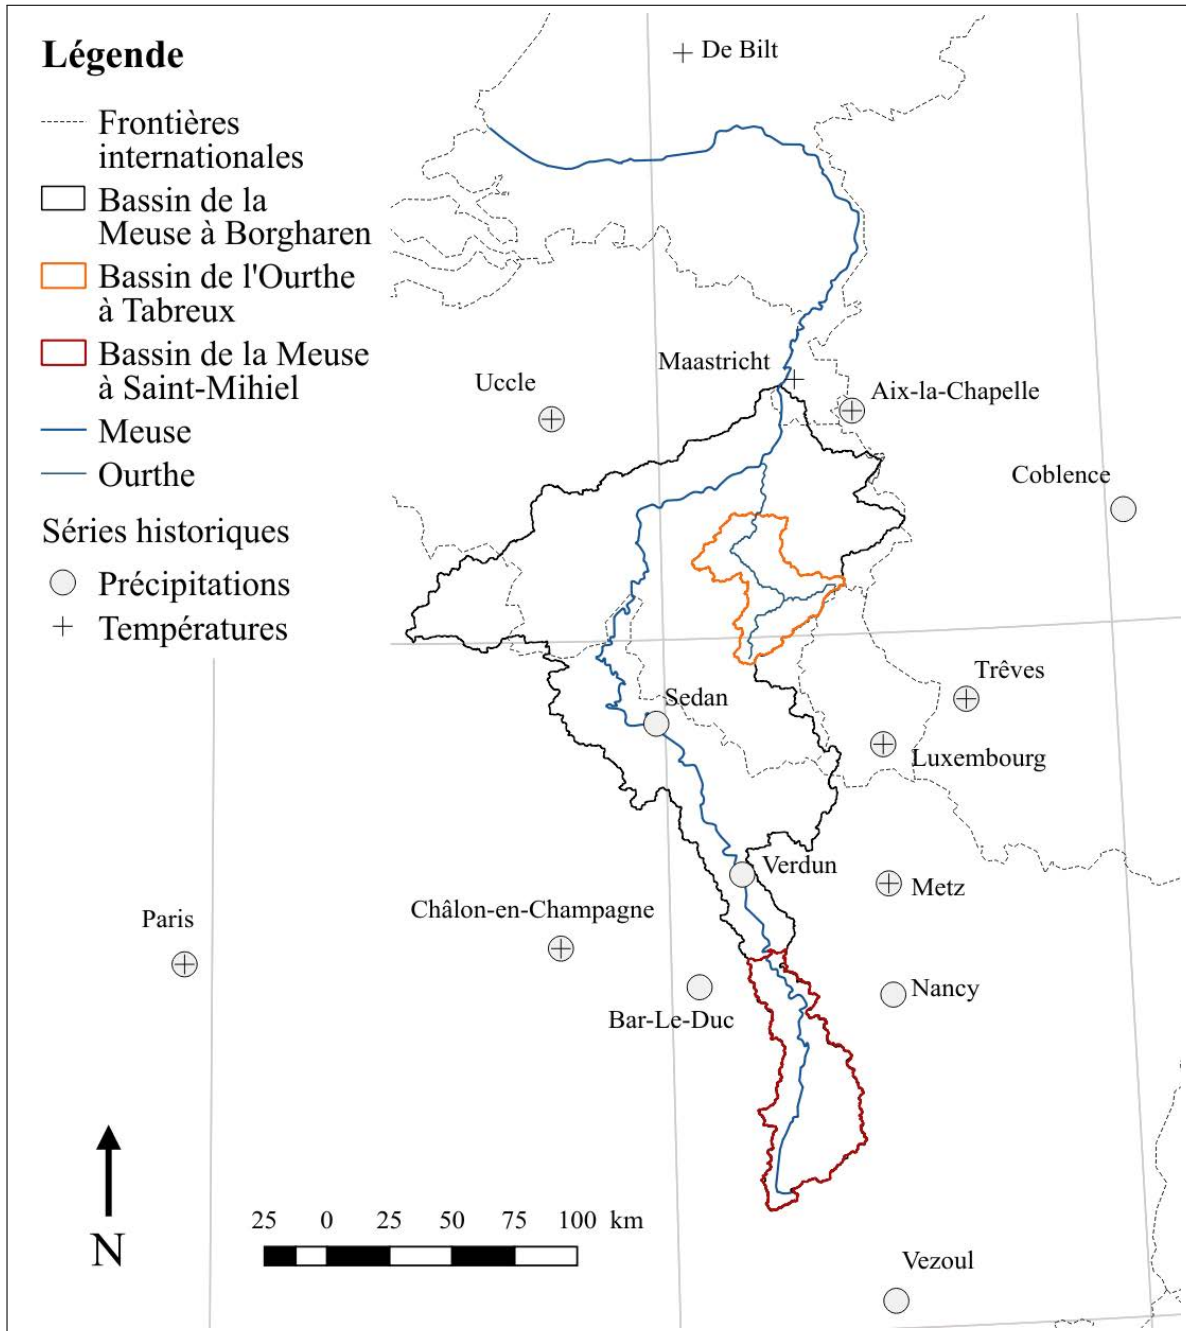 Légende
Frontières
internationales
Bassin de la
Meuse à Borgharen
Bassin de l'Ourthe
à Tabreux
Bassin de la Meuse
à Saint-Mihiel
Meuse
Ourthe
Séries historiques
Précipitations
Températures
De Bilt
Maastricht
Uccle
Aix-la-Chapelle
Coblence
Trêves
Sedan
Luxembourg
Verdun
Metz
Châlon-en-Champagne
Paris
Nancy
Bar-Le-Duc
25 0 25 50 75 100 km
N
Vezoul